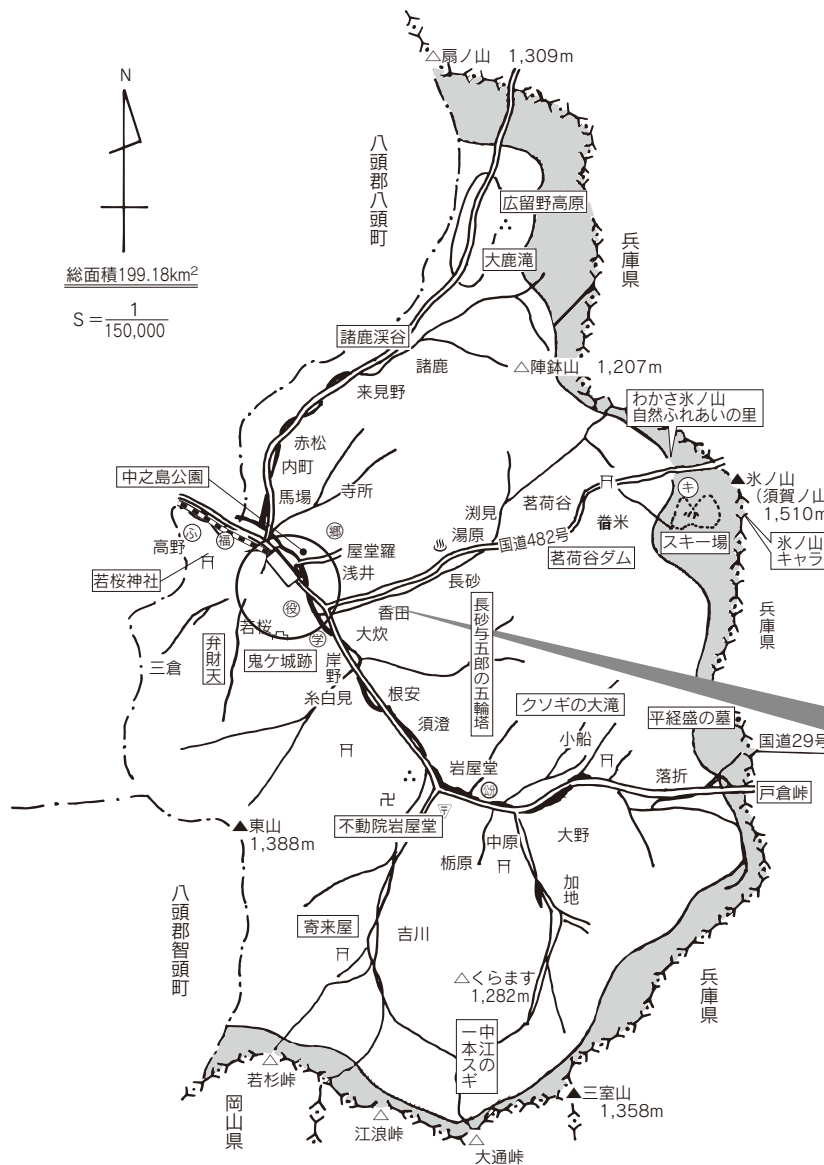 △扇ノ山 1,309m
N
八頭郡八頭町
広留野高原
兵庫県
大鹿滝
総面積199.18km²
S = 1/150,000
諸鹿渓谷
諸鹿
△陣鉢山 1,207m
来見野
わかさ氷ノ山
自然ふれあいの里
赤松
中之島公園
内町
馬場
寺所
渕見
茗荷谷
キ
▲氷ノ山
(須賀ノ山)
1,510m
ふ
福
郷
湯原
国道482号
舂米
高野
屋堂羅
茗荷谷ダム
スキー場
氷ノ山
キャラ
若桜神社
浅井
長砂
役
香田
兵庫県
若桜
学
大炊
長砂与五郎の五輪塔
三倉
弁財天
鬼ケ城跡
岸野
糸白見
根安
クソギの大滝
平経盛の墓
須澄
小船
国道29号
岩屋堂
落折
戸倉峠
▲東山
1,388m
不動院岩屋堂
中原
大野
栃原
加地
八頭郡智頭町
寄来屋
吉川
△くらます
1,282m
兵庫県
中江の
一本スギ
若杉峠
▲三室山
1,358m
岡山県
江浪峠
大通峠